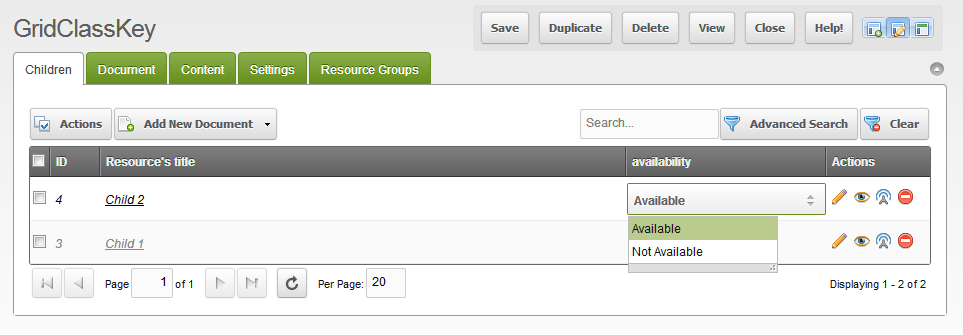 GridClassKey
Save Duplicate Delete View Close Help!
Children Document Content Settings Resource Groups
Actions Add New Document Search... Advanced Search Clear
ID Resource's title availability Actions
4 Child 2 Available
Available
3 Child 1
Not Available
Page 1 of 1 Per Page: 20 Displaying 1 - 2 of 2